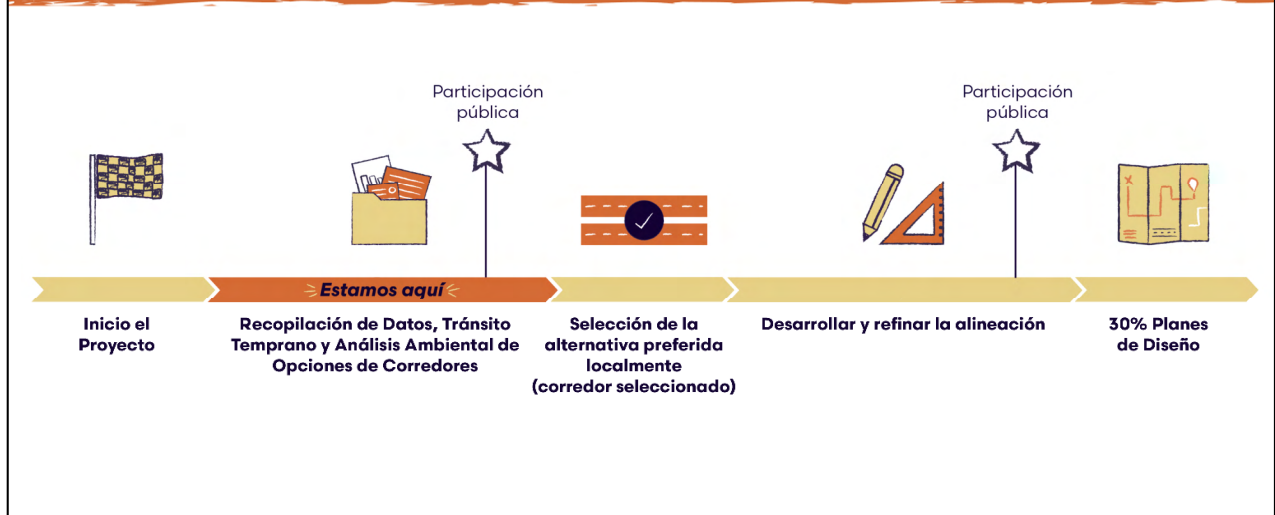 Participación
pública
Participación
pública
Estamos aquí
Inicio el
Proyecto
Recopilación de Datos, Tránsito
Temprano y Análisis Ambiental de
Opciones de Corredores
Selección de la
alternativa preferida
localmente
(corredor seleccionado)
Desarrollar y refinar la alineación
30% Planes
de Diseño